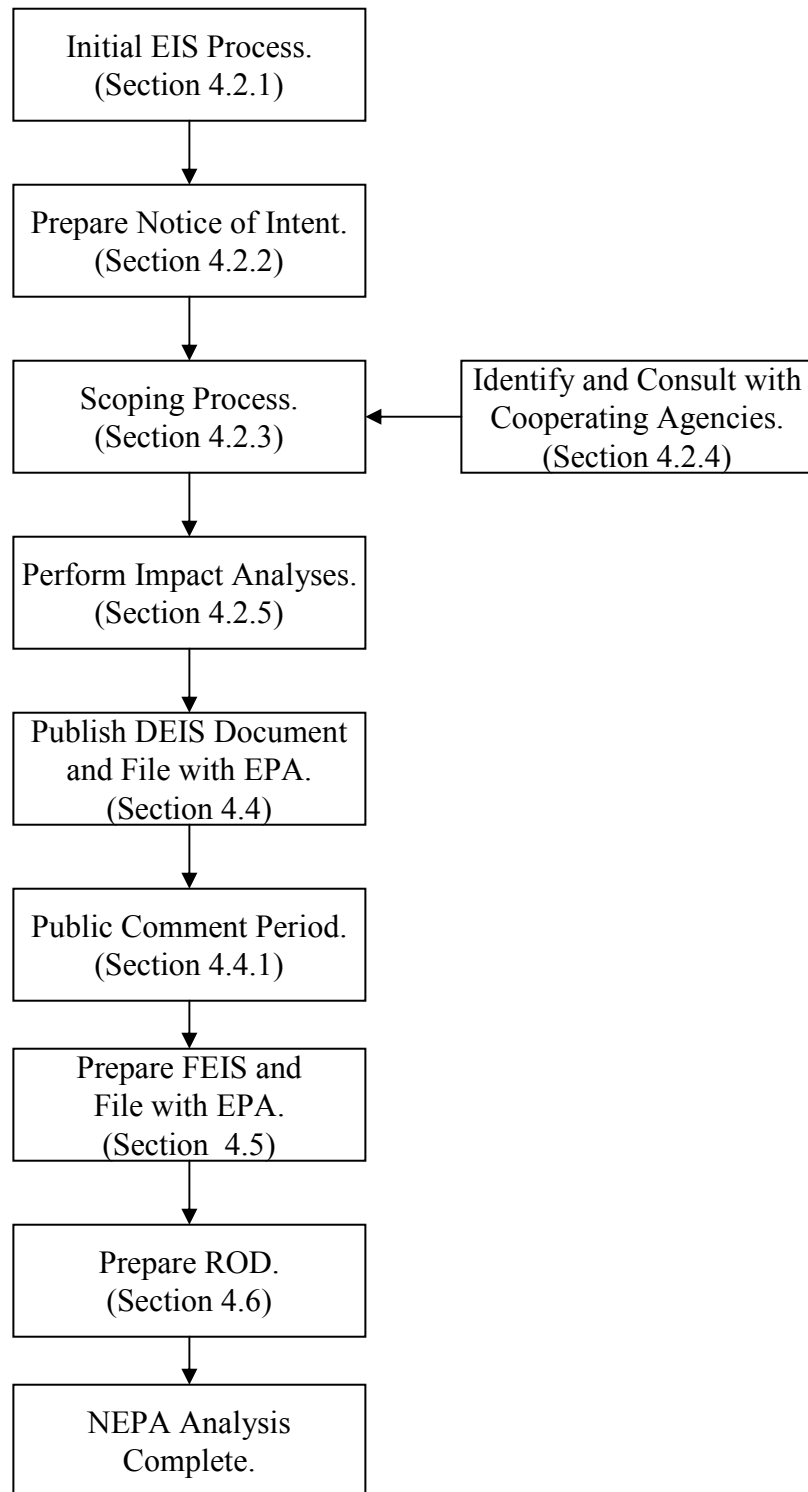 Initial EIS Process.
(Section 4.2.1)
Prepare Notice of Intent.
(Section 4.2.2)
Scoping Process.
(Section 4.2.3)
Identify and Consult with
Cooperating Agencies.
(Section 4.2.4)
Perform Impact Analyses.
(Section 4.2.5)
Publish DEIS Document
and File with EPA.
(Section 4.4)
Public Comment Period.
(Section 4.4.1)
Prepare FEIS and
File with EPA.
(Section  4.5)
Prepare ROD.
(Section 4.6)
NEPA Analysis
Complete.